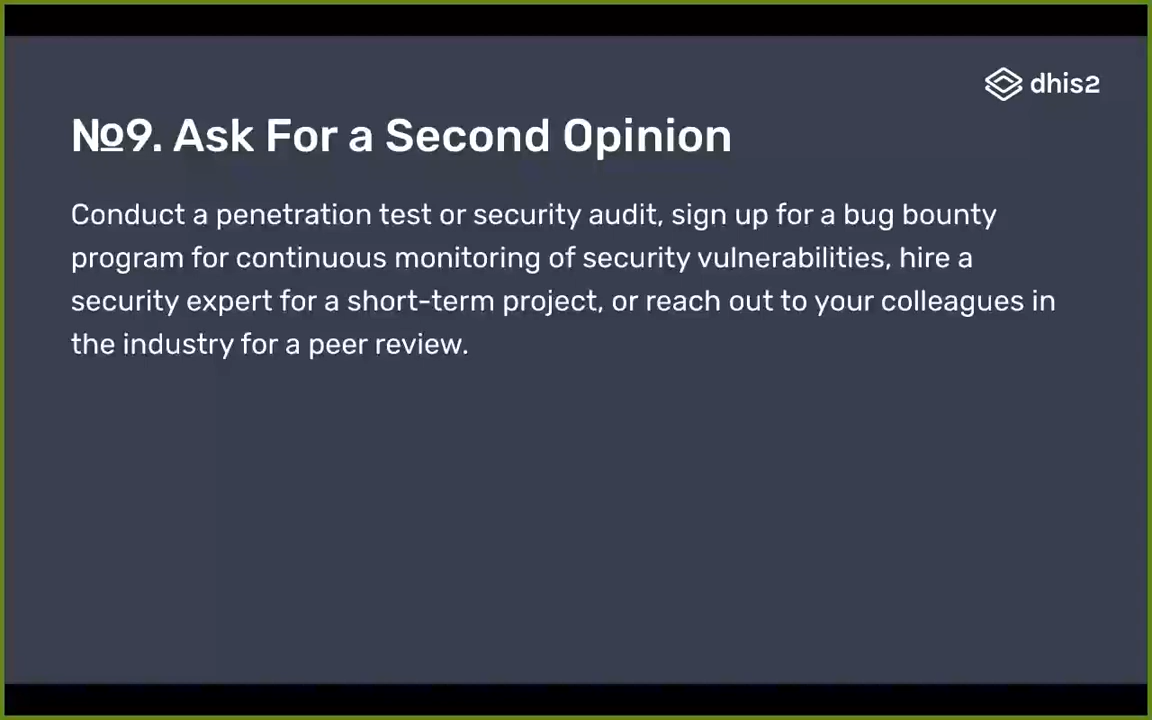 dhis2
№9. Ask For a Second Opinion
Conduct a penetration test or security audit, sign up for a bug bounty
program for continuous monitoring of security vulnerabilities, hire a
security expert for a short-term project, or reach out to your colleagues in
the industry for a peer review.